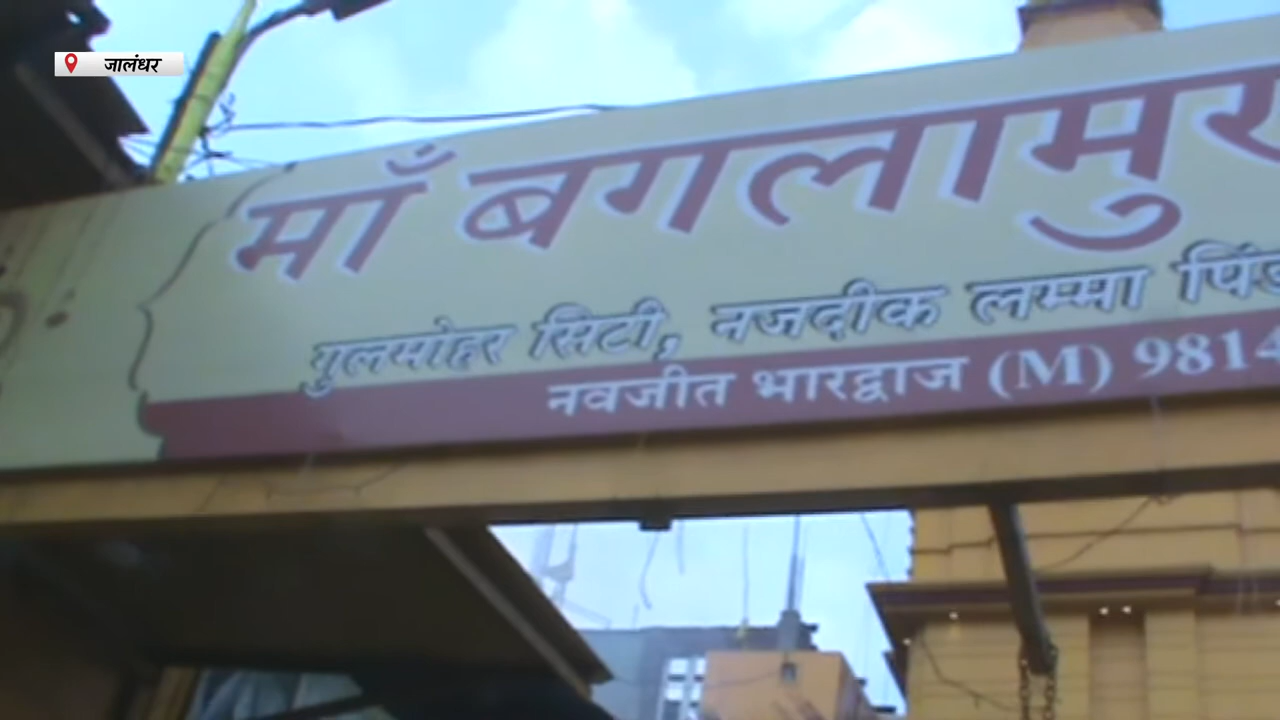 जालंधर
माँ बगलामु
गुलमोहर सिटी, नजदीक लम्मा पिंड
नवजीत भारद्वाज (M) 9814